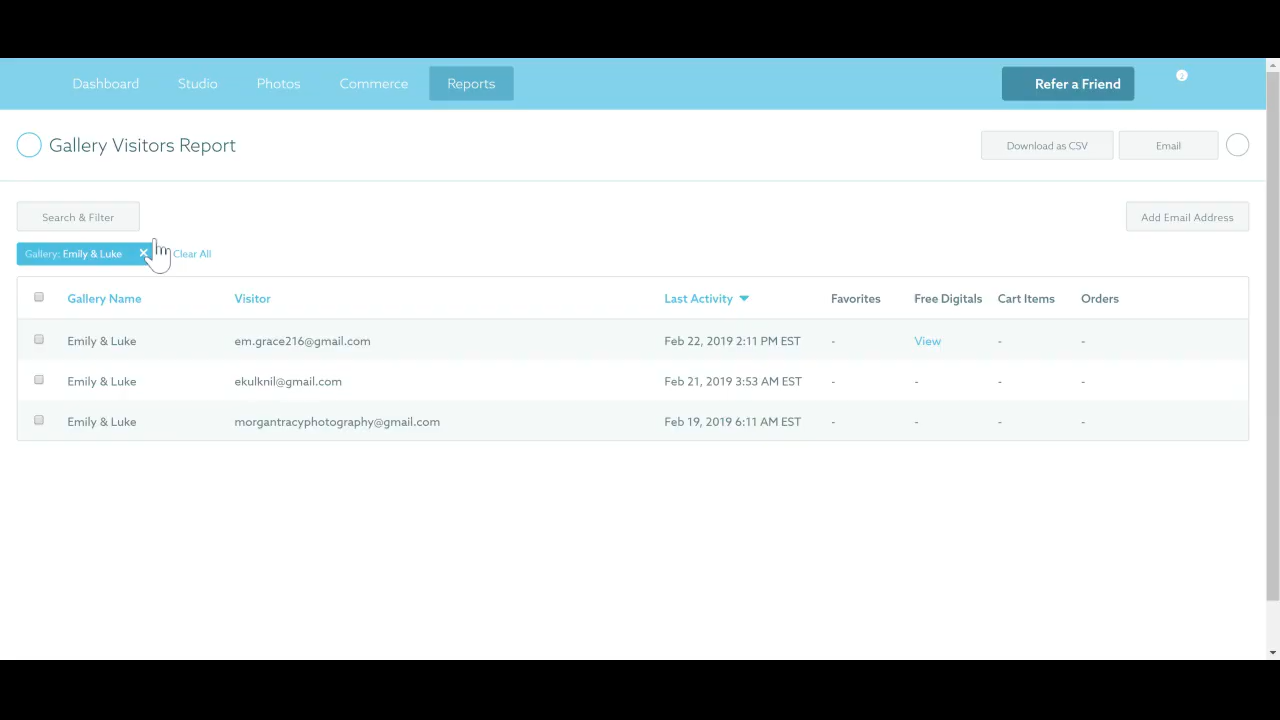 Dashboard Studio Photos Commerce Reports Refer a Friend
Gallery Visitors Report Download as CSV Email
Search & Filter Add Email Address
Gallery: Emily & Luke Clear All
Gallery Name Visitor Last Activity Favorites Free Digitals Cart Items Orders
Emily & Luke em.grace216@gmail.com Feb 22, 2019 2:11 PM EST - View - -
Emily & Luke ekulknil@gmail.com Feb 21, 2019 3:53 AM EST - - - -
Emily & Luke morgantracyphotography@gmail.com Feb 19, 2019 6:11 AM EST - - - -